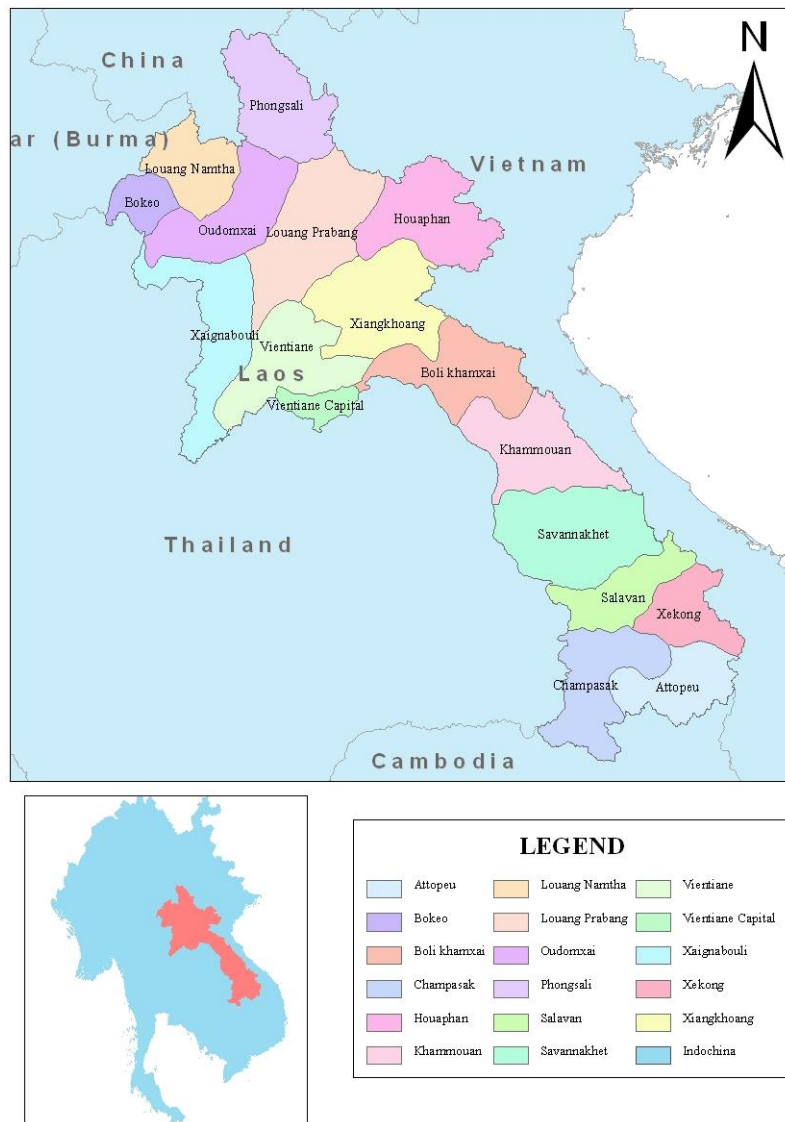 N
China
Phongsali
ar (Burma)
Vietnam
Louang Namtha
Bokeo
Houaphan
Oudomxai
Louang Prabang
Xiangkhoang
Xaignabouli
Vientiane
Laos
Boli khamxai
Vientiane Capital
Khammouan
Savannakhet
Thailand
Salavan
Xekong
Champasak
Attopeu
Cambodia
LEGEND
Attopeu
Bokeo
Boli khamxai
Champasak
Houaphan
Khammouan
Louang Namtha
Louang Prabang
Oudomxai
Phongsali
Salavan
Savannakhet
Vientiane
Vientiane Capital
Xaignabouli
Xekong
Xiangkhoang
Indochina